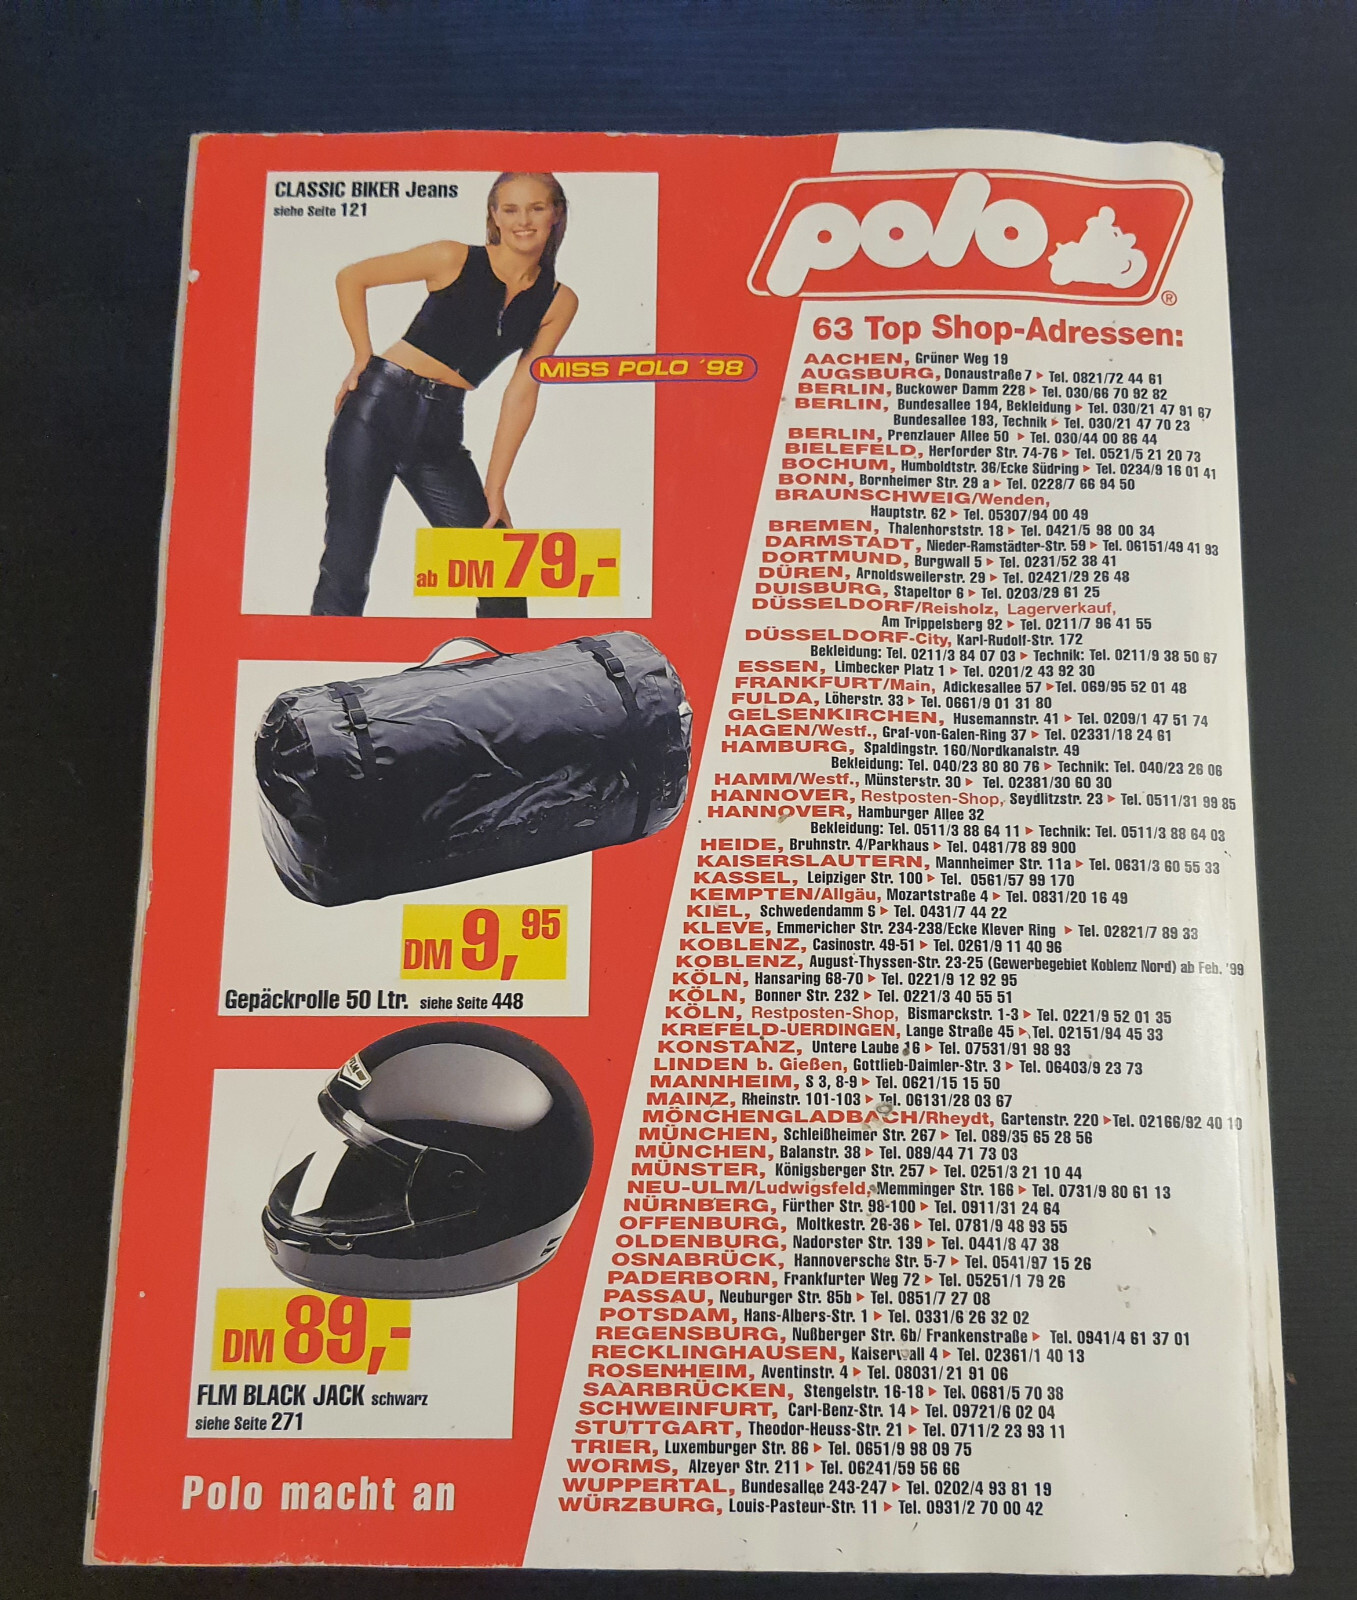 CLASSIC BIKER Jeans
siehe Seite 121
MISS POLO '98
ab DM 79,-
DM 9,95
Gepäckrolle 50 Ltr. siehe Seite 448
FLM
DM 89,-
FLM BLACK JACK schwarz
siehe Seite 271
Polo macht an
polo ®
63 Top Shop-Adressen:
AACHEN, Grüner Weg 19
AUGSBURG, Donaustraße 7 ▸ Tel. 0821/72 44 61
BERLIN, Buckower Damm 228 ▸ Tel. 030/66 70 92 82
BERLIN, Bundesallee 194, Bekleidung ▸ Tel. 030/21 47 91 67
Bundesallee 193, Technik ▸ Tel. 030/21 47 70 23
BERLIN, Prenzlauer Allee 50 ▸ Tel. 030/44 00 86 44
BIELEFELD, Herforder Str. 74-76 ▸ Tel. 0521/5 21 20 73
BOCHUM, Humboldtstr. 36/Ecke Südring ▸ Tel. 0234/9 16 01 41
BONN, Bornheimer Str. 29 a ▸ Tel. 0228/7 66 94 50
BRAUNSCHWEIG/Wenden,
Hauptstr. 62 ▸ Tel. 05307/94 00 49
BREMEN, Thalenhorststr. 18 ▸ Tel. 0421/5 98 00 34
DARMSTADT, Nieder-Ramstädter-Str. 59 ▸ Tel. 06151/49 41 93
DORTMUND, Burgwall 5 ▸ Tel. 0231/52 38 41
DÜREN, Arnoldsweilerstr. 29 ▸ Tel. 02421/29 26 48
DUISBURG, Stapeltor 6 ▸ Tel. 0203/29 61 25
DÜSSELDORF/Reisholz, Lagerverkauf,
Am Trippelsberg 92 ▸ Tel. 0211/7 96 41 55
DÜSSELDORF-City, Karl-Rudolf-Str. 172
Bekleidung: Tel. 0211/3 84 07 03 ▸ Technik: Tel. 0211/9 38 50 67
ESSEN, Limbecker Platz 1 ▸ Tel. 0201/2 43 92 30
FRANKFURT/Main, Adickesallee 57 ▸ Tel. 069/95 52 01 48
FULDA, Löherstr. 33 ▸ Tel. 0661/9 01 31 80
GELSENKIRCHEN, Husemannstr. 41 ▸ Tel. 0209/1 47 51 74
HAGEN/Westf., Graf-von-Galen-Ring 37 ▸ Tel. 02331/18 24 61
HAMBURG, Spaldingstr. 160/Nordkanalstr. 49
Bekleidung: Tel. 040/23 80 80 76 ▸ Technik: Tel. 040/23 26 06
HAMM/Westf., Münsterstr. 30 ▸ Tel. 02381/30 60 30
HANNOVER, Restposten-Shop, Seydlitzstr. 23 ▸ Tel. 0511/31 99 85
HANNOVER, Hamburger Allee 32
Bekleidung: Tel. 0511/3 88 64 11 ▸ Technik: Tel. 0511/3 88 64 03
HEIDE, Bruhnstr. 4/Parkhaus ▸ Tel. 0481/78 89 900
KAISERSLAUTERN, Mannheimer Str. 11a ▸ Tel. 0631/3 60 55 33
KASSEL, Leipziger Str. 100 ▸ Tel. 0561/57 99 170
KEMPTEN/Allgäu, Mozartstraße 4 ▸ Tel. 0831/20 16 49
KIEL, Schwedendamm 6 ▸ Tel. 0431/7 44 22
KLEVE, Emmericher Str. 234-238/Ecke Klever Ring ▸ Tel. 02821/7 89 33
KOBLENZ, Casinostr. 49-51 ▸ Tel. 0261/9 11 40 96
KOBLENZ, August-Thyssen-Str. 23-25 (Gewerbegebiet Koblenz Nord) ab Feb. '99
KÖLN, Hansaring 68-70 ▸ Tel. 0221/9 12 92 95
KÖLN, Bonner Str. 232 ▸ Tel. 0221/3 40 55 51
KÖLN, Restposten-Shop, Bismarckstr. 1-3 ▸ Tel. 0221/9 52 01 35
KREFELD-UERDINGEN, Lange Straße 45 ▸ Tel. 02151/94 45 33
KONSTANZ, Untere Laube 16 ▸ Tel. 07531/91 98 93
LINDEN b. Gießen, Gottlieb-Daimler-Str. 3 ▸ Tel. 06403/9 23 73
MANNHEIM, S 3, 8-9 ▸ Tel. 0621/15 15 50
MAINZ, Rheinstr. 101-103 ▸ Tel. 06131/28 03 67
MÖNCHENGLADBACH/Rheydt, Gartenstr. 220 ▸ Tel. 02166/92 40 10
MÜNCHEN, Schleißheimer Str. 267 ▸ Tel. 089/35 65 28 56
MÜNCHEN, Balanstr. 38 ▸ Tel. 089/44 71 73 03
MÜNSTER, Königsberger Str. 257 ▸ Tel. 0251/3 21 10 44
NEU-ULM/Ludwigsfeld, Memminger Str. 166 ▸ Tel. 0731/9 80 61 13
NÜRNBERG, Fürther Str. 98-100 ▸ Tel. 0911/31 24 64
OFFENBURG, Moltkestr. 26-36 ▸ Tel. 0781/9 48 93 55
OLDENBURG, Nadorster Str. 139 ▸ Tel. 0441/8 47 38
OSNABRÜCK, Hannoversche Str. 5-7 ▸ Tel. 0541/97 15 26
PADERBORN, Frankfurter Weg 72 ▸ Tel. 05251/1 79 26
PASSAU, Neuburger Str. 85b ▸ Tel. 0851/7 27 08
POTSDAM, Hans-Albers-Str. 1 ▸ Tel. 0331/6 26 32 02
REGENSBURG, Nußberger Str. 6b/ Frankenstraße ▸ Tel. 0941/4 61 37 01
RECKLINGHAUSEN, Kaiserwall 4 ▸ Tel. 02361/1 40 13
ROSENHEIM, Aventinstr. 4 ▸ Tel. 08031/21 91 06
SAARBRÜCKEN, Stengelstr. 16-18 ▸ Tel. 0681/5 70 38
SCHWEINFURT, Carl-Benz-Str. 14 ▸ Tel. 09721/6 02 04
STUTTGART, Theodor-Heuss-Str. 21 ▸ Tel. 0711/2 23 93 11
TRIER, Luxemburger Str. 86 ▸ Tel. 0651/9 98 09 75
WORMS, Alzeyer Str. 211 ▸ Tel. 06241/59 56 66
WUPPERTAL, Bundesallee 243-247 ▸ Tel. 0202/4 93 81 19
WÜRZBURG, Louis-Pasteur-Str. 11 ▸ Tel. 0931/2 70 00 42